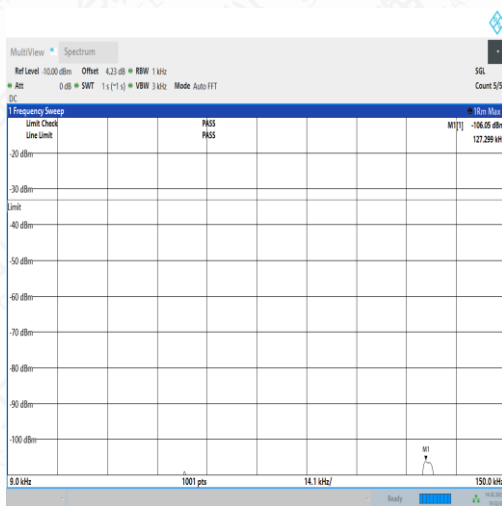 MultiView Spectrum
Ref Level -10.00 dBm Offset 4.23 dB RBW 1 kHz SGL
Att 0 dB SWT 1 s (~1 s) VBW 3 kHz Mode Auto FFT Count 5/5
DC
1 Frequency Sweep 1Rm Max
Limit Check PASS M1[1] -106.05 dBm
Line Limit PASS 127.299 kH
-20 dBm
-30 dBm
Limit
-40 dBm
-50 dBm
-60 dBm
-70 dBm
-80 dBm
-90 dBm
-100 dBm
M1
9.0 kHz 1001 pts 14.1 kHz/ 150.0 kHz
Ready